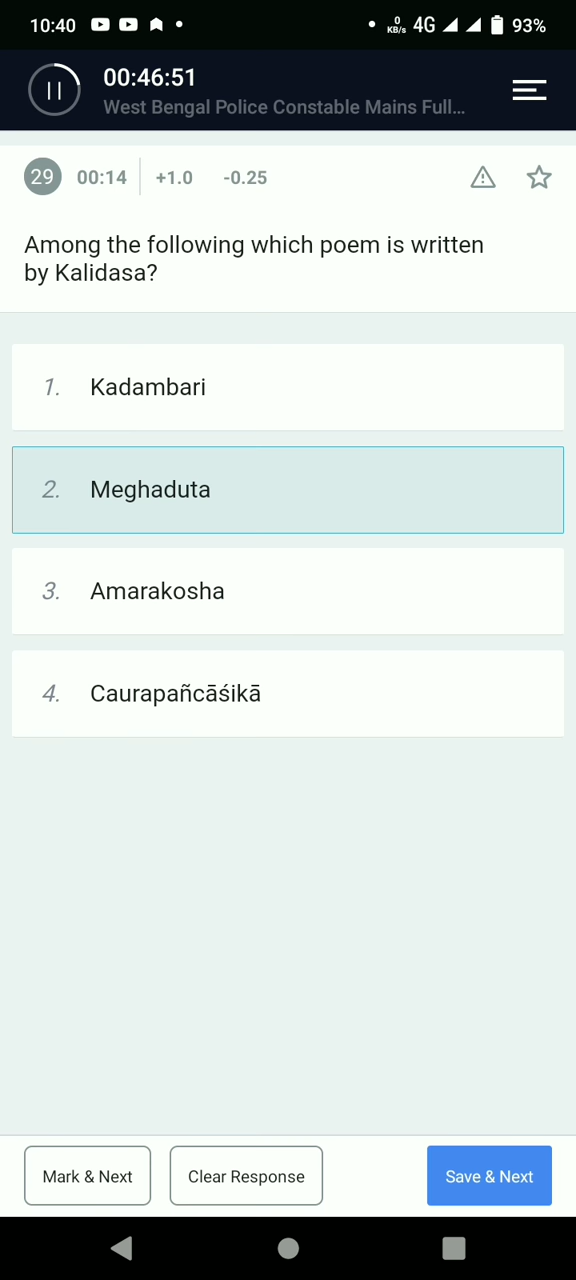 10:40
0 KB/s 4G 93%
00:46:51
West Bengal Police Constable Mains Full...
29 00:14 +1.0 -0.25
Among the following which poem is written
by Kalidasa?
1. Kadambari
2. Meghaduta
3. Amarakosha
4. Caurapañcāśikā
Mark & Next Clear Response Save & Next